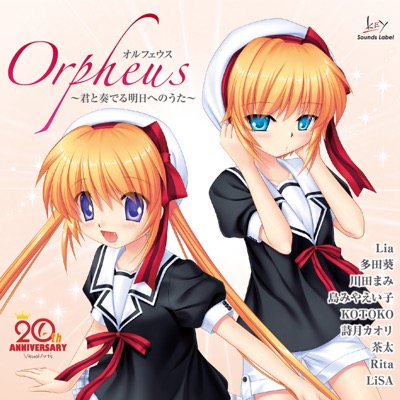 Key
Sounds Label
オルフェウス
Orpheus
〜君と奏でる明日へのうた〜
Lia
多田葵
川田まみ
島みやえい子
KOTOKO
詩月カオリ
茶太
Rita
LiSA
20th
ANNIVERSARY
VisualArt's